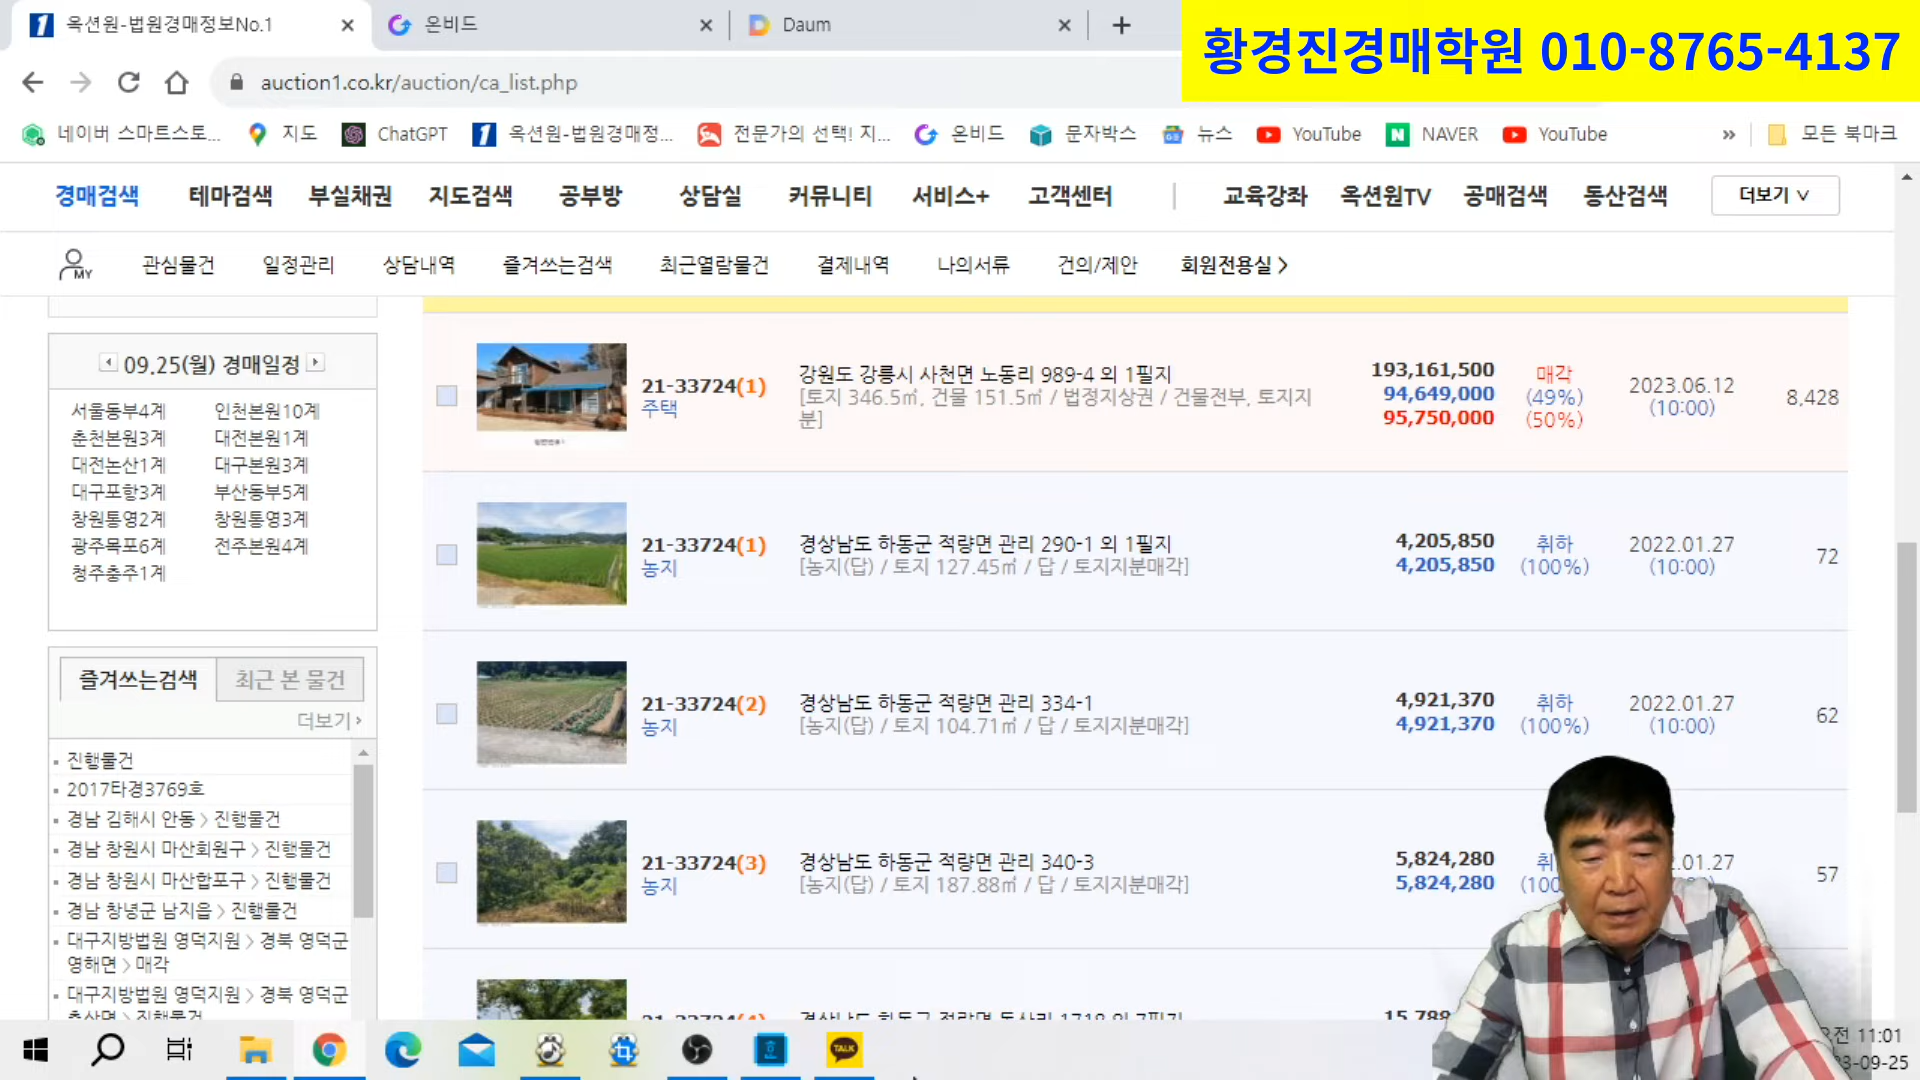 옥션원-법원경매정보No.1
온비드
Daum
황경진경매학원 010-8765-4137
auction1.co.kr/auction/ca_list.php
네이버 스마트스토...
지도
ChatGPT
옥션원-법원경매정...
전문가의 선택! 지...
온비드
문자박스
뉴스
YouTube
NAVER
YouTube
»
모든 북마크
경매검색 테마검색 부실채권 지도검색 공부방 상담실 커뮤니티 서비스+ 고객센터 | 교육강좌 옥션원TV 공매검색 동산검색 더보기 ∨
MY 관심물건 일정관리 상담내역 즐겨쓰는검색 최근열람물건 결제내역 나의서류 건의/제안 회원전용실 >
09.25(월) 경매일정
서울동부4계 인천본원10계
춘천본원3계 대전본원1계
대전논산1계 대구본원3계
대구포항3계 부산동부5계
창원통영2계 창원통영3계
광주목포6계 전주본원4계
청주충주1계
즐겨쓰는검색 최근 본 물건
더보기 ›
진행물건
2017타경3769호
경남 김해시 안동 > 진행물건
경남 창원시 마산회원구 > 진행물건
경남 창원시 마산합포구 > 진행물건
경남 창녕군 남지읍 > 진행물건
대구지방법원 영덕지원 > 경북 영덕군
영해면 > 매각
대구지방법원 영덕지원 > 경북 영덕군
축산면 > 진행물건
21-33724(1)
주택
강원도 강릉시 사천면 노동리 989-4 외 1필지
[토지 346.5㎡, 건물 151.5㎡ / 법정지상권 / 건물전부, 토지지
분]
193,161,500
94,649,000
95,750,000
매각
(49%)
(50%)
2023.06.12
(10:00)
8,428
21-33724(1)
농지
경상남도 하동군 적량면 관리 290-1 외 1필지
[농지(답) / 토지 127.45㎡ / 답 / 토지지분매각]
4,205,850
4,205,850
취하
(100%)
2022.01.27
(10:00)
72
21-33724(2)
농지
경상남도 하동군 적량면 관리 334-1
[농지(답) / 토지 104.71㎡ / 답 / 토지지분매각]
4,921,370
4,921,370
취하
(100%)
2022.01.27
(10:00)
62
21-33724(3)
농지
경상남도 하동군 적량면 관리 340-3
[농지(답) / 토지 187.88㎡ / 답 / 토지지분매각]
5,824,280
5,824,280
취
(100
.01.27
57
21-33724(4)
15,788
TALK
오전 11:01
3-09-25